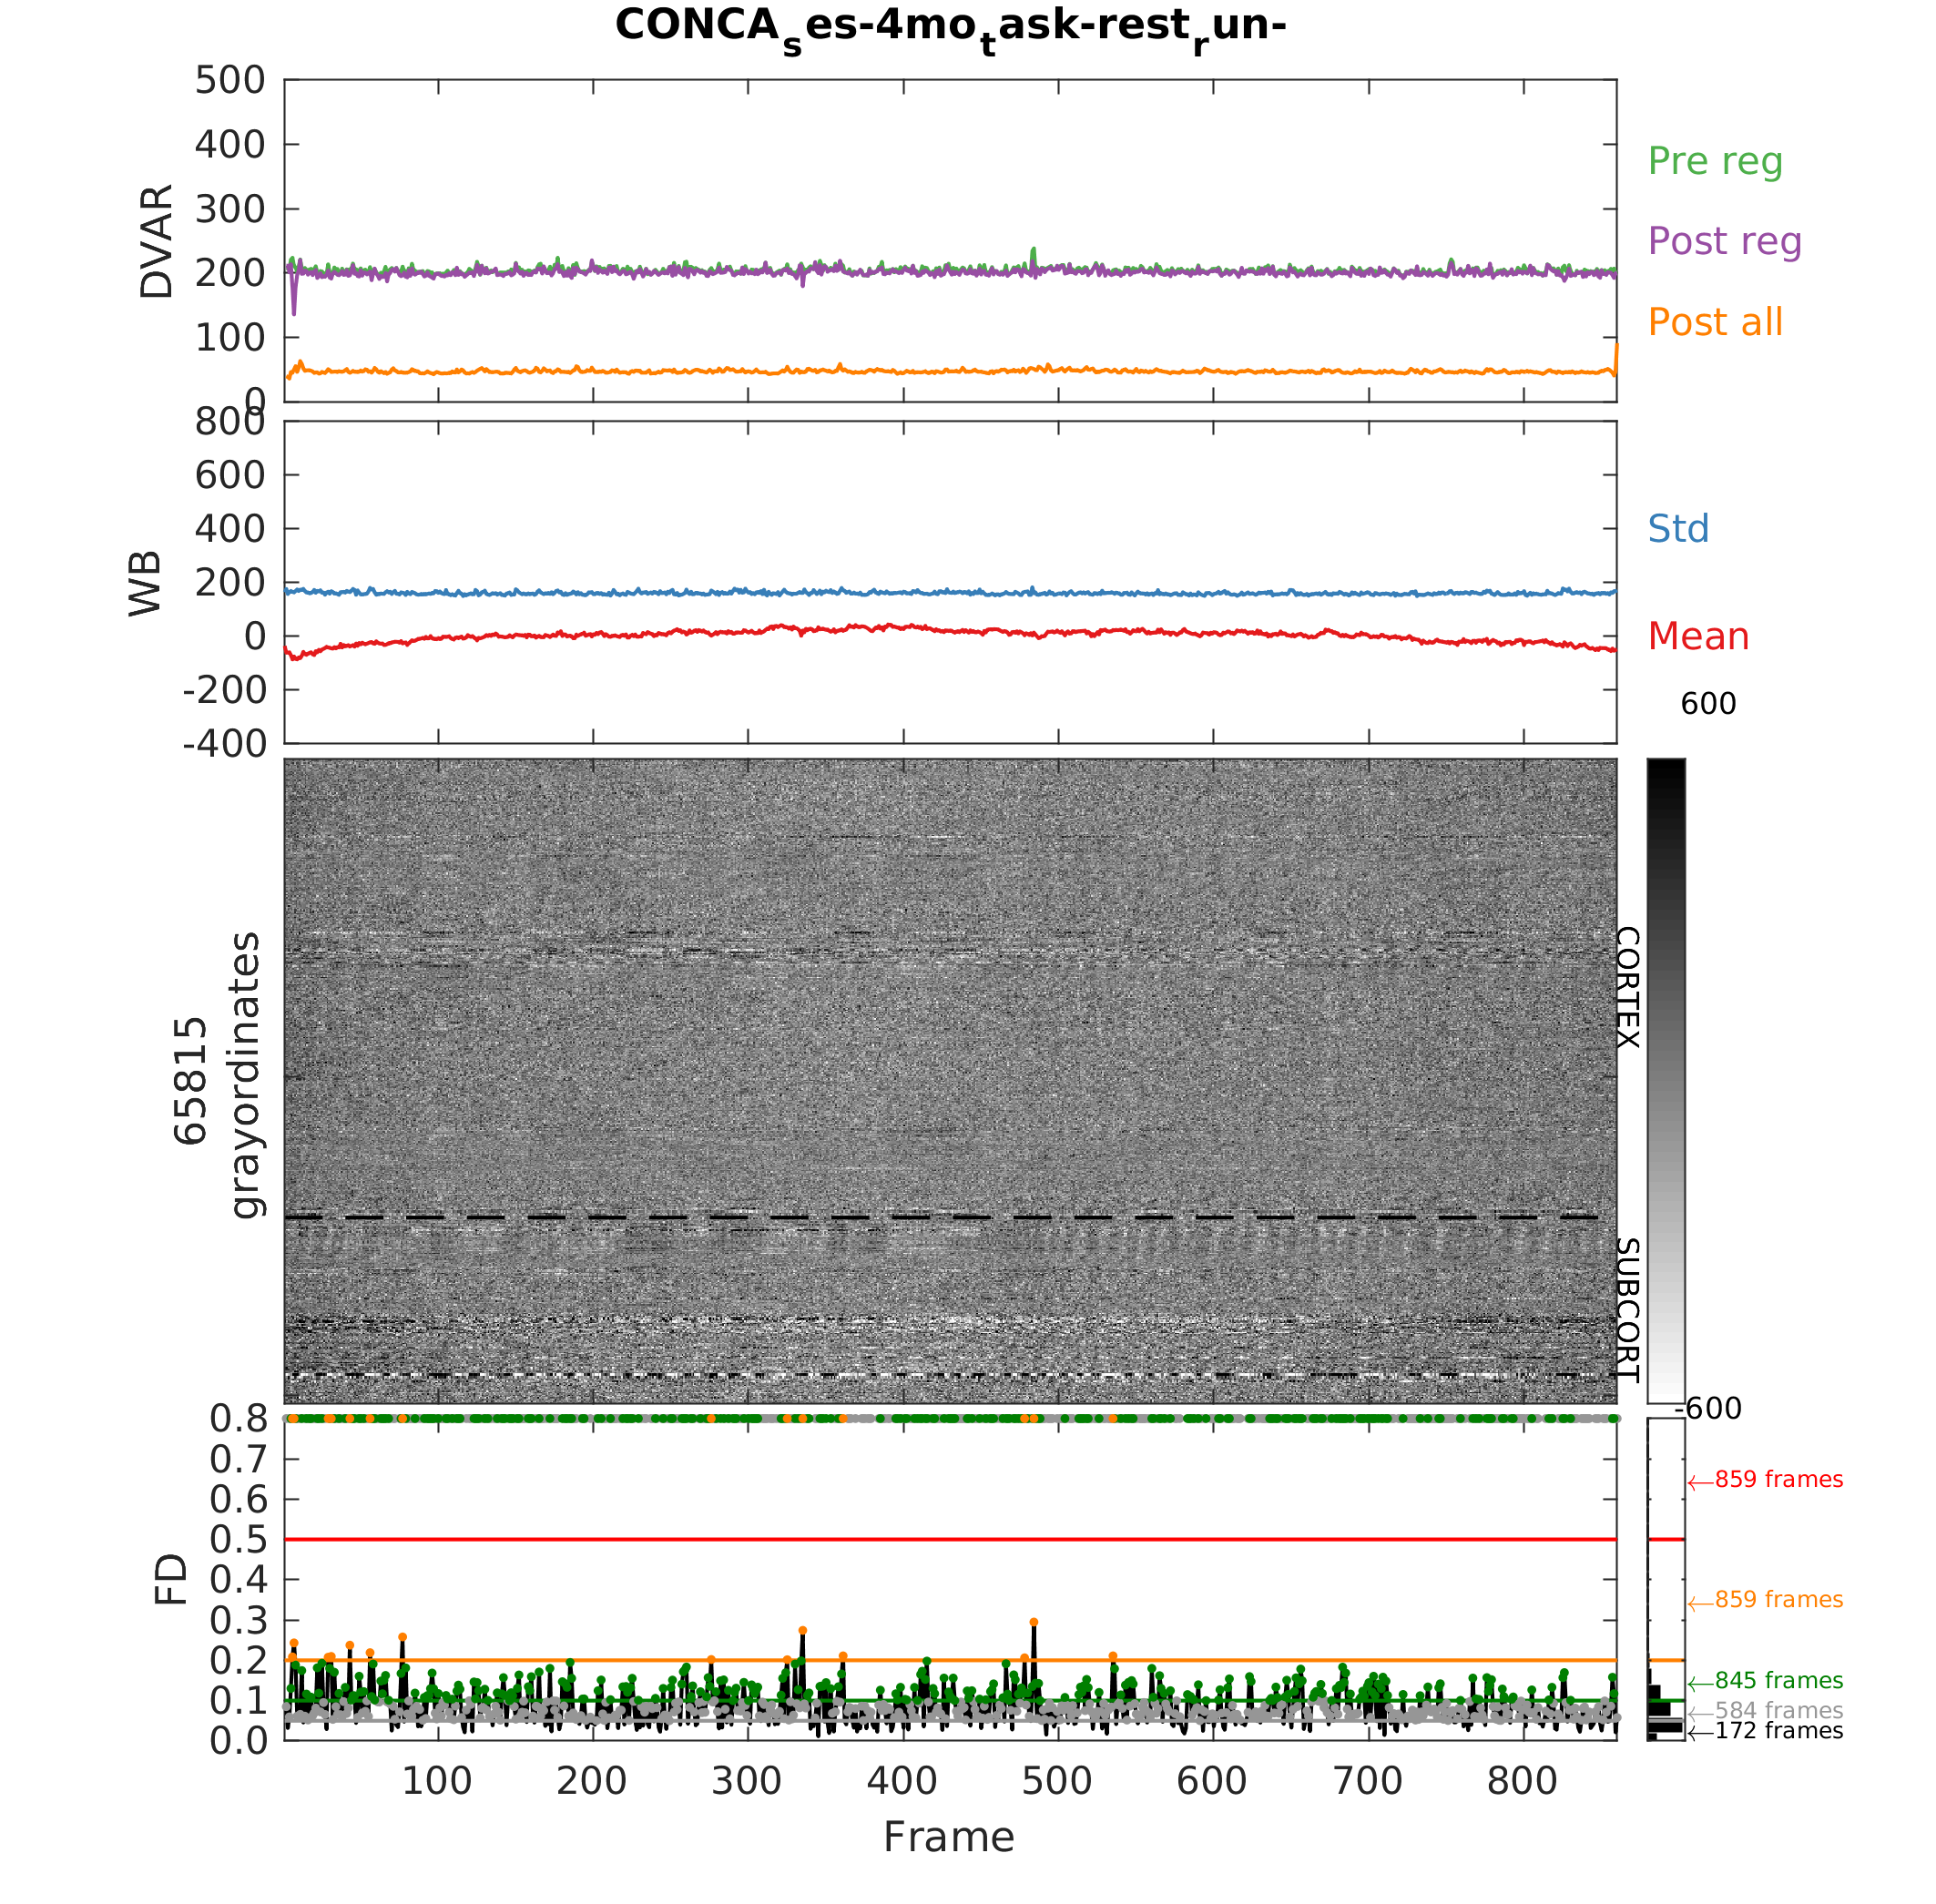 CONCAses-4motask-restrun-
500
400
300
200
100
0
DVAR
Pre reg
Post reg
Post all
800
600
400
200
0
-200
-400
WB
Std
Mean
600
65815
grayordinates
CORTEX
SUBCORT
-600
0.8
0.7
0.6
0.5
0.4
0.3
0.2
0.1
0.0
FD
←859 frames
←859 frames
←845 frames
←584 frames
←172 frames
100 200 300 400 500 600 700 800
Frame